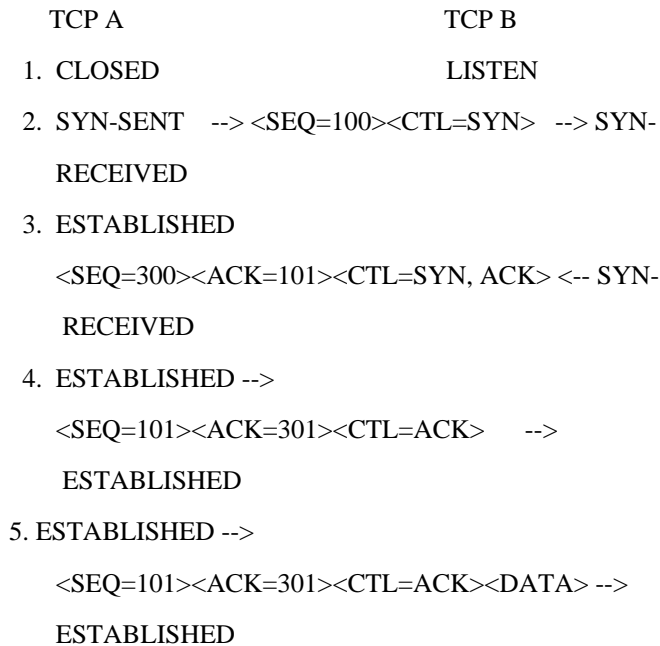 TCP A TCP B
1. CLOSED LISTEN
2. SYN-SENT --> <SEQ=100><CTL=SYN> --> SYN-
RECEIVED
3. ESTABLISHED
<SEQ=300><ACK=101><CTL=SYN, ACK> <-- SYN-
RECEIVED
4. ESTABLISHED -->
<SEQ=101><ACK=301><CTL=ACK> -->
ESTABLISHED
5. ESTABLISHED -->
<SEQ=101><ACK=301><CTL=ACK><DATA> -->
ESTABLISHED